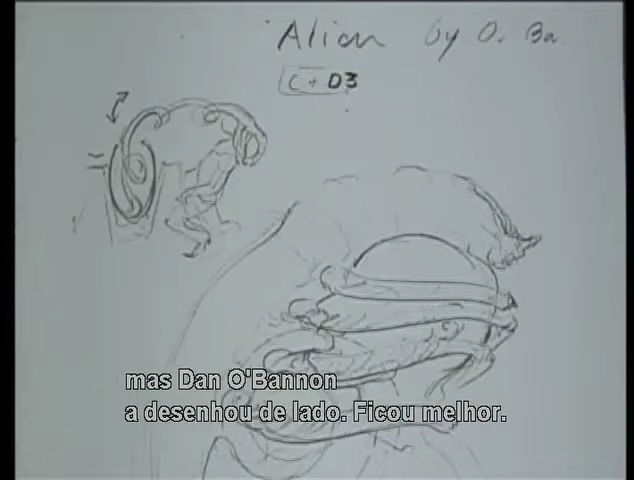 Alien by O. Ba
C + D3
mas Dan O'Bannon
a desenhou de lado. Ficou melhor.